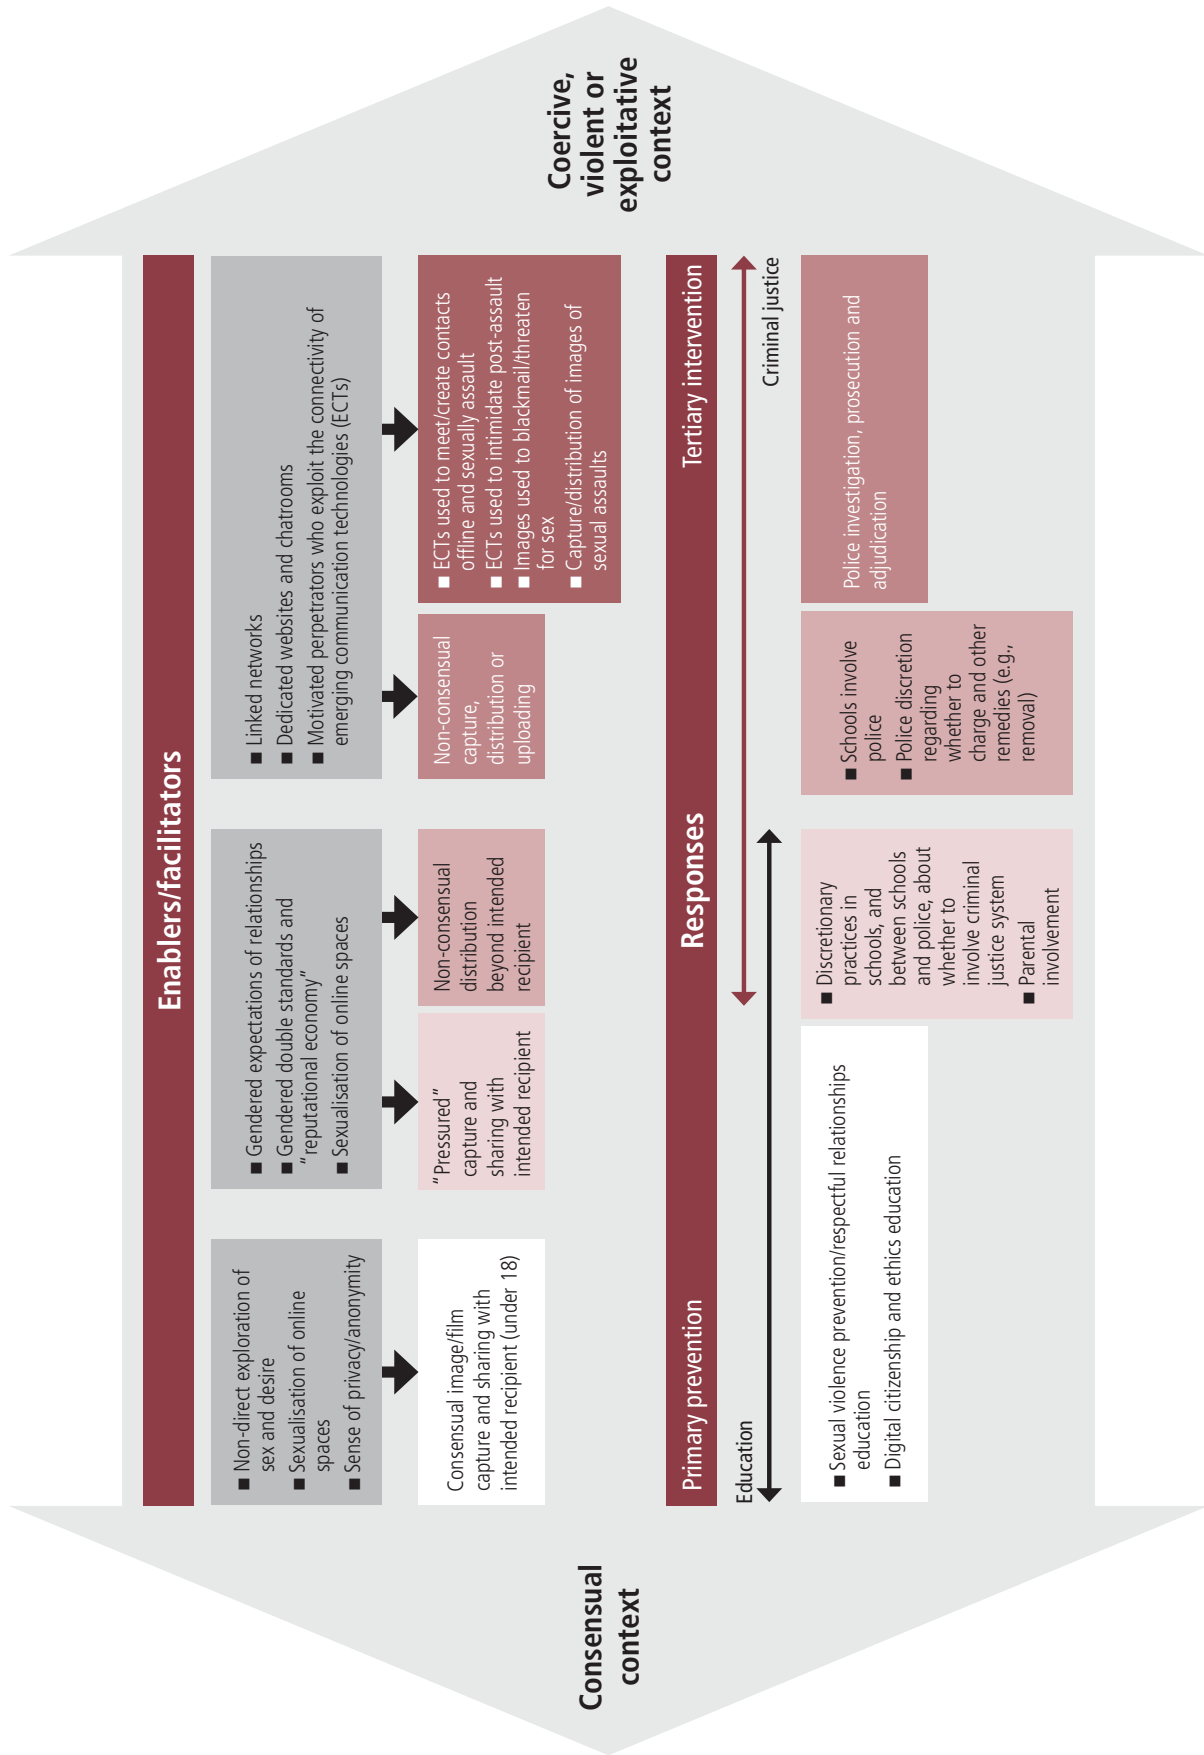 Consensual
context
Coercive,
violent or
exploitative
context
Enablers/facilitators
■ Non-direct exploration of
sex and desire
■ Sexualisation of online
spaces
■ Sense of privacy/anonymity
■ Gendered expectations of relationships
■ Gendered double standards and
“reputational economy”
■ Sexualisation of online spaces
■ Linked networks
■ Dedicated websites and chatrooms
■ Motivated perpetrators who exploit the connectivity of
emerging communication technologies (ECTs)
Consensual image/film
capture and sharing with
intended recipient (under 18)
“Pressured”
capture and
sharing with
intended recipient
Non-consensual
distribution
beyond intended
recipient
Non-consensual
capture,
distribution or
uploading
■ ECTs used to meet/create contacts
offline and sexually assault
■ ECTs used to intimidate post-assault
■ Images used to blackmail/threaten
for sex
■ Capture/distribution of images of
sexual assaults
Primary prevention
Responses
Tertiary intervention
Education
Criminal justice
■ Sexual violence prevention/respectful relationships
education
■ Digital citizenship and ethics education
■ Discretionary
practices in
schools, and
between schools
and police, about
whether to
involve criminal
justice system
■ Parental
involvement
■ Schools involve
police
■ Police discretion
regarding
whether to
charge and other
remedies (e.g.,
removal)
Police investigation, prosecution and
adjudication